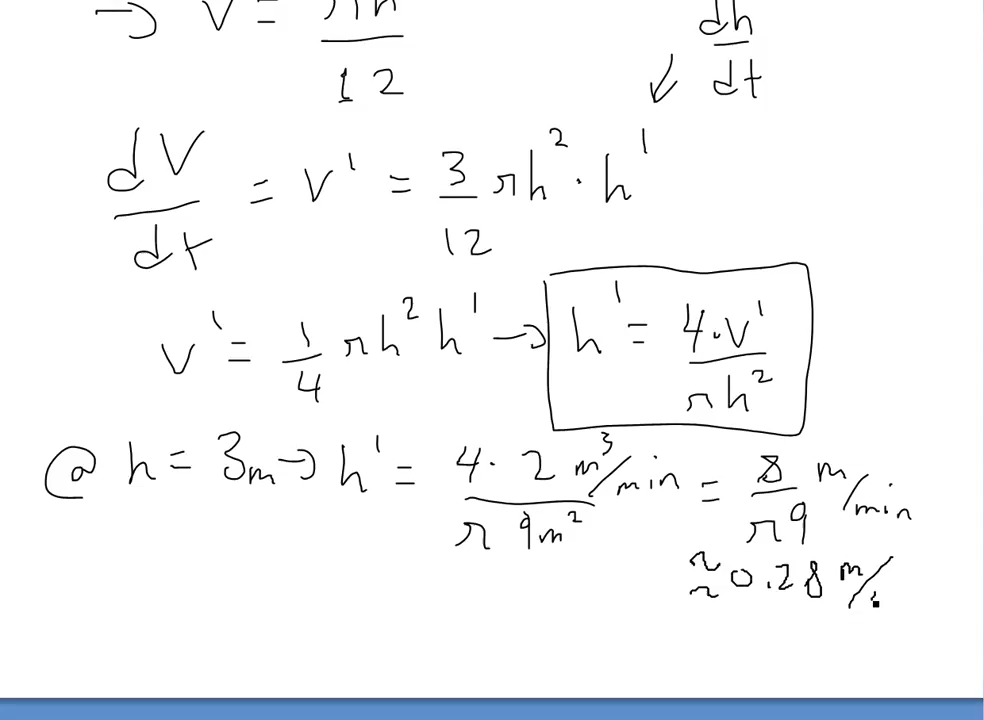 → V = πh / 12
dh/dt
↙
dV/dt = V' = 3/12 πh² · h'
V' = 1/4 πh² h' → h' = 4·V' / πh²
@ h = 3m → h' = 4 · 2 m³/min / π 9m² = 8/π9 m/min
≈ 0.28 m/